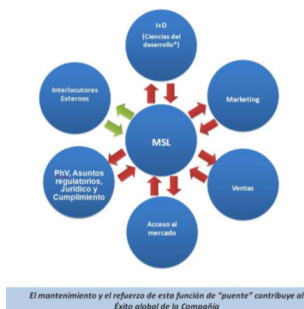 I+D
(Ciencias del
desarrollo*)
Interlocutores
Externos
Marketing
MSL
PhV, Asuntos
regulatorios,
Jurídico y
Cumplimiento
Ventas
Acceso al
mercado
El mantenimiento y el refuerzo de esta función de "puente" contribuye al
Éxito global de la Compañía